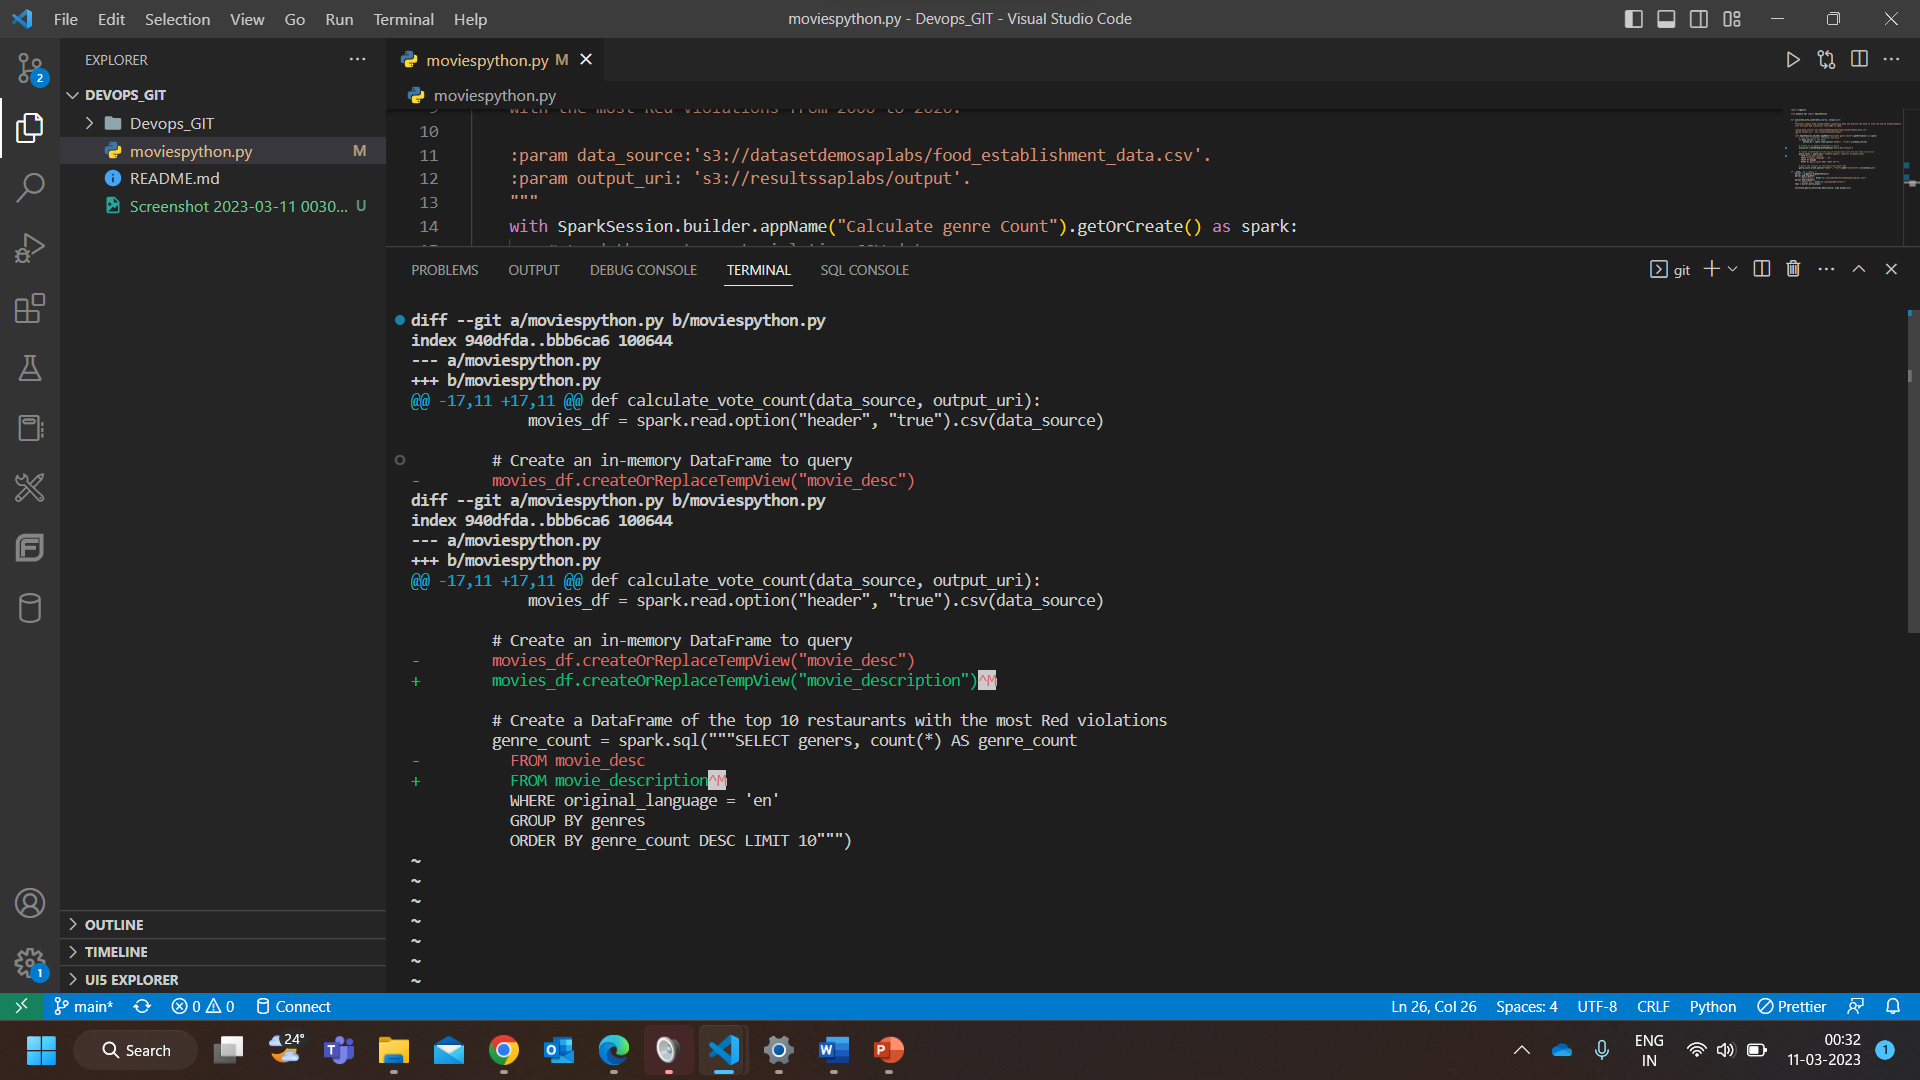 File Edit Selection View Go Run Terminal Help
moviespython.py - Devops_GIT - Visual Studio Code
2
EXPLORER
DEVOPS_GIT
Devops_GIT
moviespython.py M
README.md
Screenshot 2023-03-11 0030... U
moviespython.py M
moviespython.py
10
11 :param data_source:'s3://datasetdemosaplabs/food_establishment_data.csv'.
12 :param output_uri: 's3://resultssaplabs/output'.
13 """
14 with SparkSession.builder.appName("Calculate genre Count").getOrCreate() as spark:
PROBLEMS OUTPUT DEBUG CONSOLE TERMINAL SQL CONSOLE
git
diff --git a/moviespython.py b/moviespython.py
index 940dfda..bbb6ca6 100644
--- a/moviespython.py
+++ b/moviespython.py
@@ -17,11 +17,11 @@ def calculate_vote_count(data_source, output_uri):
movies_df = spark.read.option("header", "true").csv(data_source)
# Create an in-memory DataFrame to query
- movies_df.createOrReplaceTempView("movie_desc")
diff --git a/moviespython.py b/moviespython.py
index 940dfda..bbb6ca6 100644
--- a/moviespython.py
+++ b/moviespython.py
@@ -17,11 +17,11 @@ def calculate_vote_count(data_source, output_uri):
movies_df = spark.read.option("header", "true").csv(data_source)
# Create an in-memory DataFrame to query
- movies_df.createOrReplaceTempView("movie_desc")
+ movies_df.createOrReplaceTempView("movie_description")^M
# Create a DataFrame of the top 10 restaurants with the most Red violations
genre_count = spark.sql("""SELECT geners, count(*) AS genre_count
- FROM movie_desc
+ FROM movie_description^M
WHERE original_language = 'en'
GROUP BY genres
ORDER BY genre_count DESC LIMIT 10""")
~
~
~
~
~
~
~
OUTLINE
TIMELINE
UI5 EXPLORER
1
main* 0 0 Connect
Ln 26, Col 26 Spaces: 4 UTF-8 CRLF Python Prettier
Search
24°
ENG
IN
00:32
11-03-2023
1